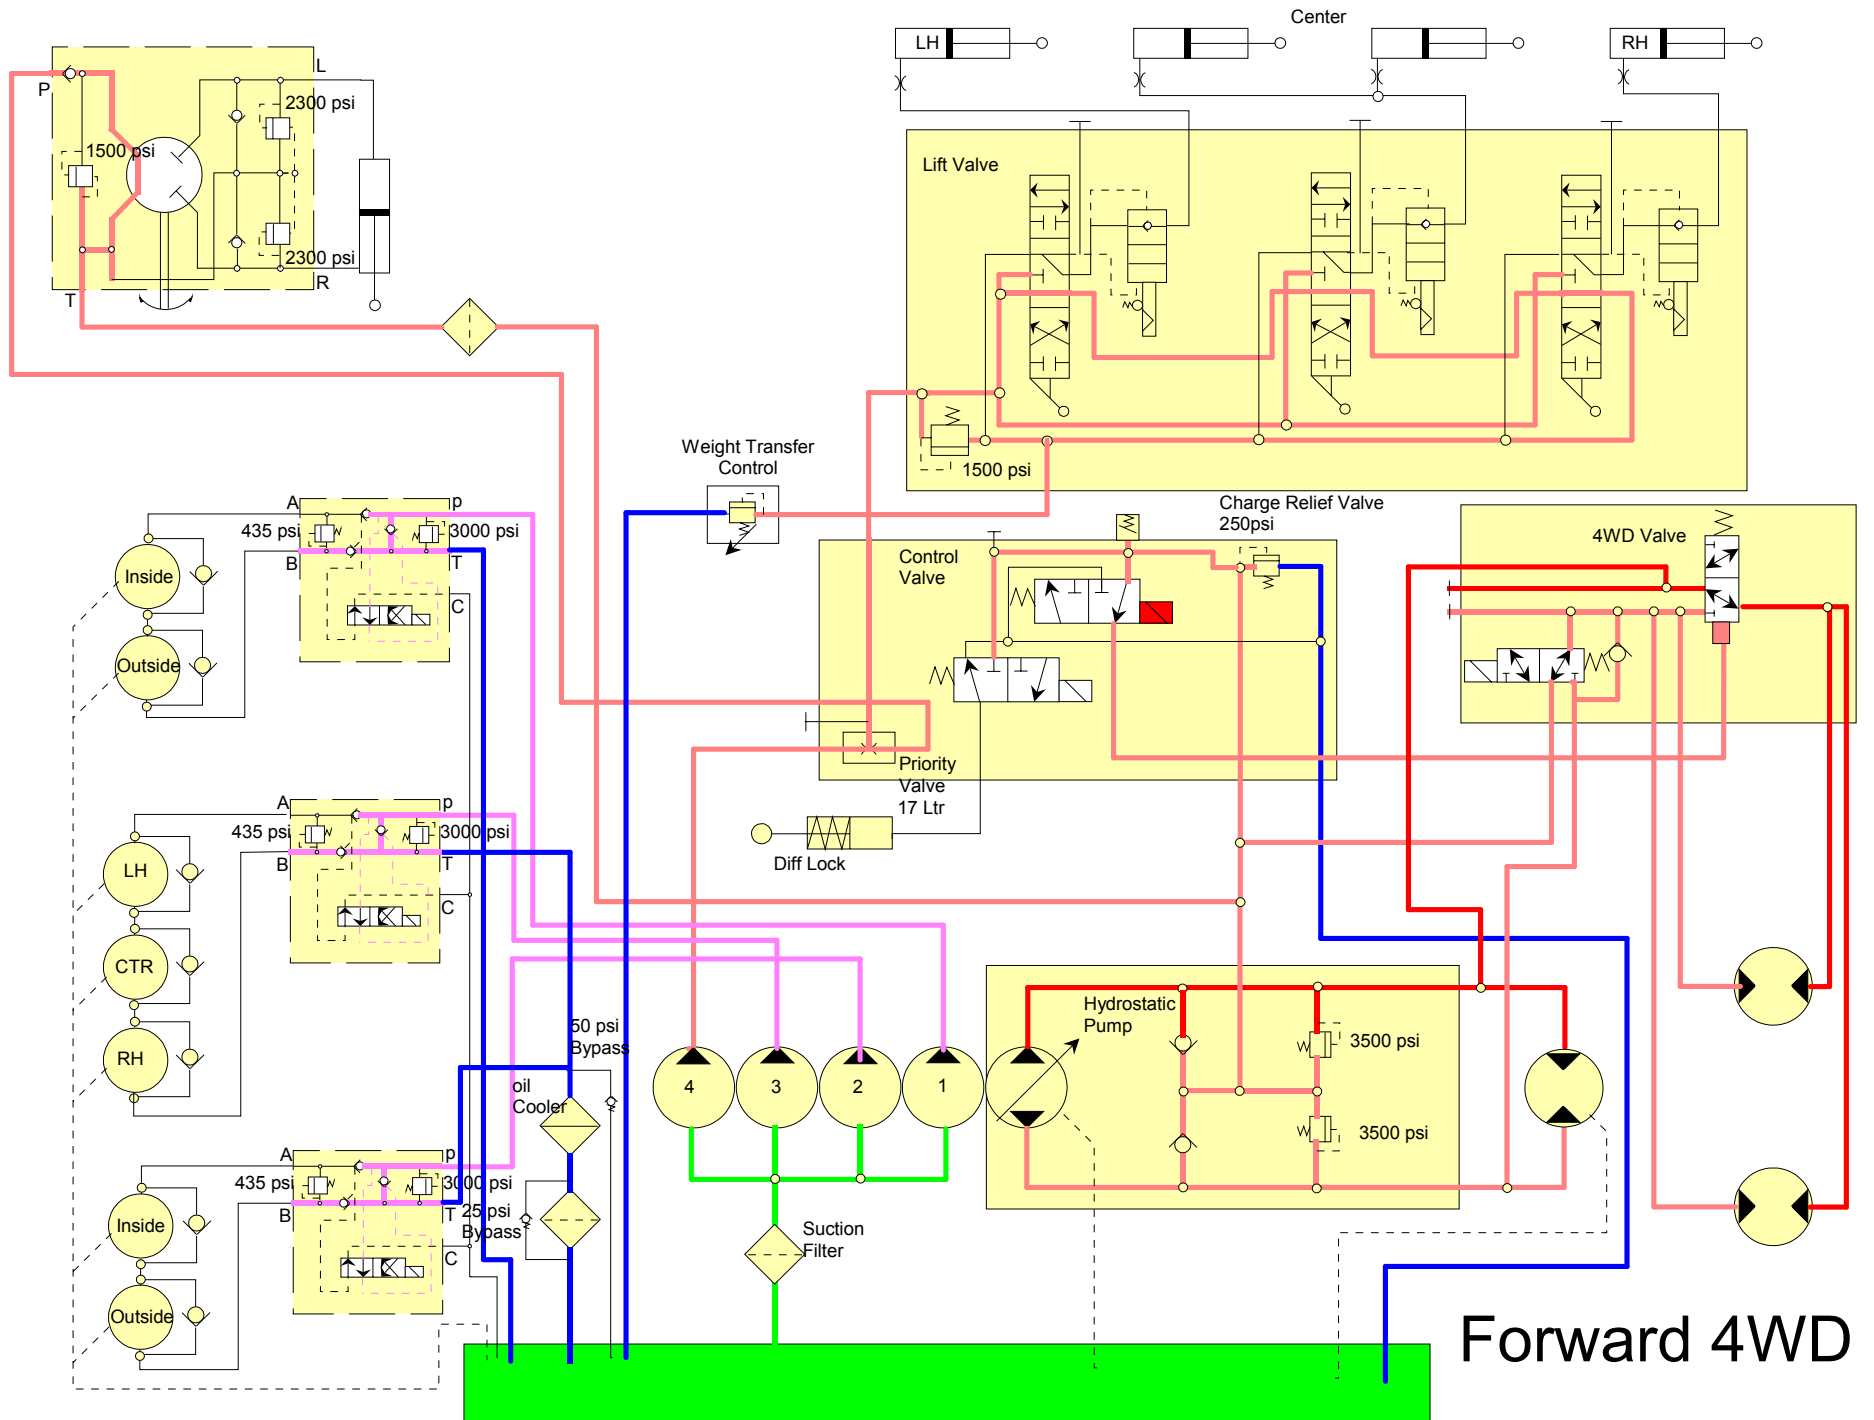 Center
LH
RH
L
P
2300 psi
1500 psi
2300 psi
R
T
Lift Valve
1500 psi
Weight Transfer
Control
Charge Relief Valve
250psi
A
p
435 psi
3000 psi
B
T
C
Inside
Outside
Control
Valve
4WD Valve
Priority
Valve
17 Ltr
Diff Lock
A
p
435 psi
3000 psi
B
T
C
LH
CTR
RH
50 psi
Bypass
oil
Cooler
4
3
2
1
Hydrostatic
Pump
3500 psi
3500 psi
A
p
435 psi
3000 psi
B
T
C
25 psi
Bypass
Inside
Outside
Suction
Filter
Forward 4WD